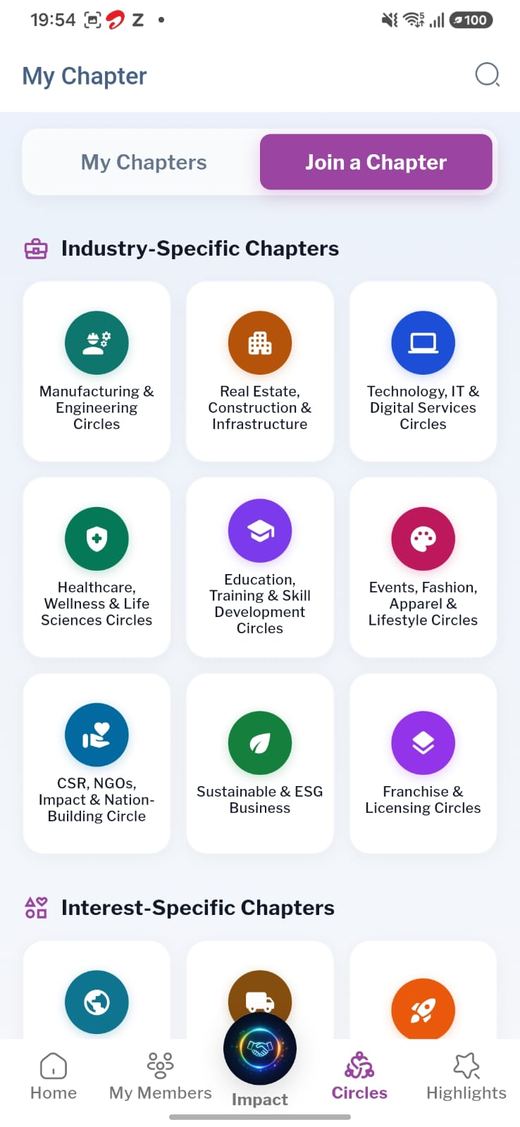 19:54 Z 100
My Chapter
My Chapters
Join a Chapter
Industry-Specific Chapters
Manufacturing &
Engineering
Circles
Real Estate,
Construction &
Infrastructure
Technology, IT &
Digital Services
Circles
Healthcare,
Wellness & Life
Sciences Circles
Education,
Training & Skill
Development
Circles
Events, Fashion,
Apparel &
Lifestyle Circles
CSR, NGOs,
Impact & Nation-
Building Circle
Sustainable & ESG
Business
Franchise &
Licensing Circles
Interest-Specific Chapters
Home
My Members
Impact
Circles
Highlights